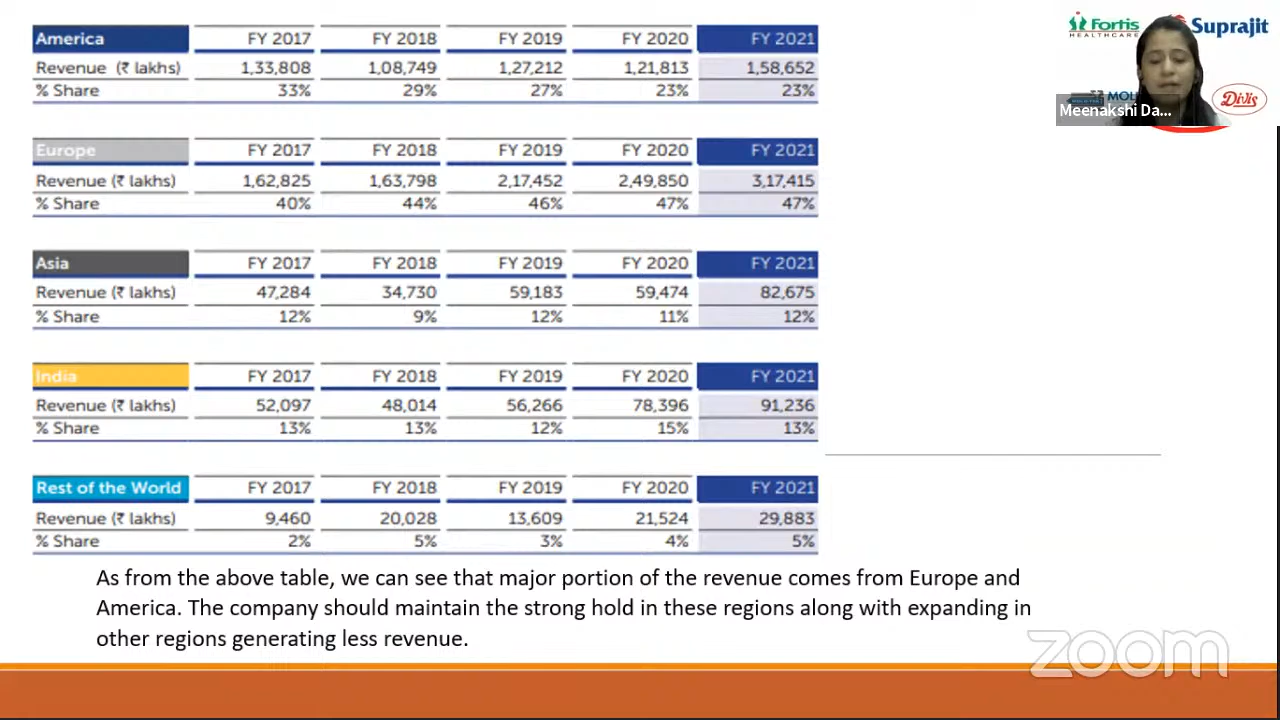 America FY 2017 FY 2018 FY 2019 FY 2020 FY 2021
Revenue (₹ lakhs) 1,33,808 1,08,749 1,27,212 1,21,813 1,58,652
% Share 33% 29% 27% 23% 23%
Europe FY 2017 FY 2018 FY 2019 FY 2020 FY 2021
Revenue (₹ lakhs) 1,62,825 1,63,798 2,17,452 2,49,850 3,17,415
% Share 40% 44% 46% 47% 47%
Asia FY 2017 FY 2018 FY 2019 FY 2020 FY 2021
Revenue (₹ lakhs) 47,284 34,730 59,183 59,474 82,675
% Share 12% 9% 12% 11% 12%
India FY 2017 FY 2018 FY 2019 FY 2020 FY 2021
Revenue (₹ lakhs) 52,097 48,014 56,266 78,396 91,236
% Share 13% 13% 12% 15% 13%
Rest of the World FY 2017 FY 2018 FY 2019 FY 2020 FY 2021
Revenue (₹ lakhs) 9,460 20,028 13,609 21,524 29,883
% Share 2% 5% 3% 4% 5%
As from the above table, we can see that major portion of the revenue comes from Europe and
America. The company should maintain the strong hold in these regions along with expanding in
other regions generating less revenue.
Fortis
HEALTHCARE
Suprajit
MOL
Divis
Meenakshi Da...
zoom